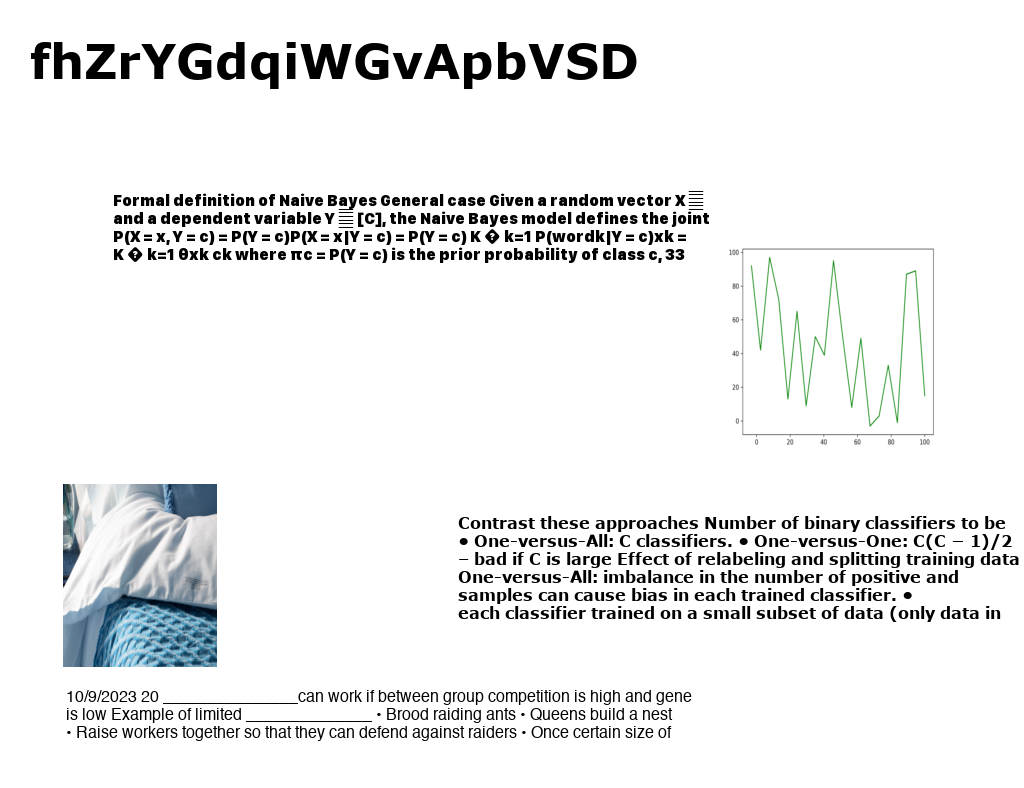 fhZrYGdqiWGvApbVSD
Formal definition of Naive Bayes General case Given a random vector X
and a dependent variable Y [C], the Naive Bayes model defines the joint
P(X = x, Y = c) = P(Y = c)P(X = x|Y = c) = P(Y = c) K � k=1 P(wordk|Y = c)xk =
K � k=1 θxk ck where πc = P(Y = c) is the prior probability of class c, 33
100
80
60
40
20
0
0 20 40 60 80 100
Contrast these approaches Number of binary classifiers to be
● One-versus-All: C classifiers. ● One-versus-One: C(C − 1)/2
− bad if C is large Effect of relabeling and splitting training data
One-versus-All: imbalance in the number of positive and
samples can cause bias in each trained classifier. ●
each classifier trained on a small subset of data (only data in
10/9/2023 20 ________________can work if between group competition is high and gene
is low Example of limited _______________ • Brood raiding ants • Queens build a nest
• Raise workers together so that they can defend against raiders • Once certain size of